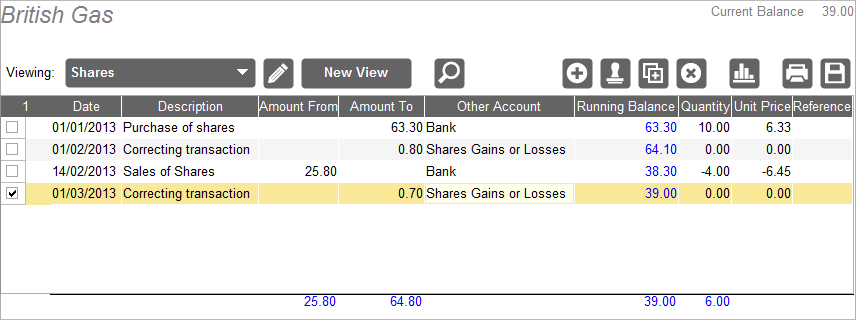 British Gas Current Balance 39.00
Viewing: Shares New View
1 Date Description Amount From Amount To Other Account Running Balance Quantity Unit Price Reference
01/01/2013 Purchase of shares 63.30 Bank 63.30 10.00 6.33
01/02/2013 Correcting transaction 0.80 Shares Gains or Losses 64.10 0.00 0.00
14/02/2013 Sales of Shares 25.80 Bank 38.30 -4.00 -6.45
01/03/2013 Correcting transaction 0.70 Shares Gains or Losses 39.00 0.00 0.00
25.80 64.80 39.00 6.00